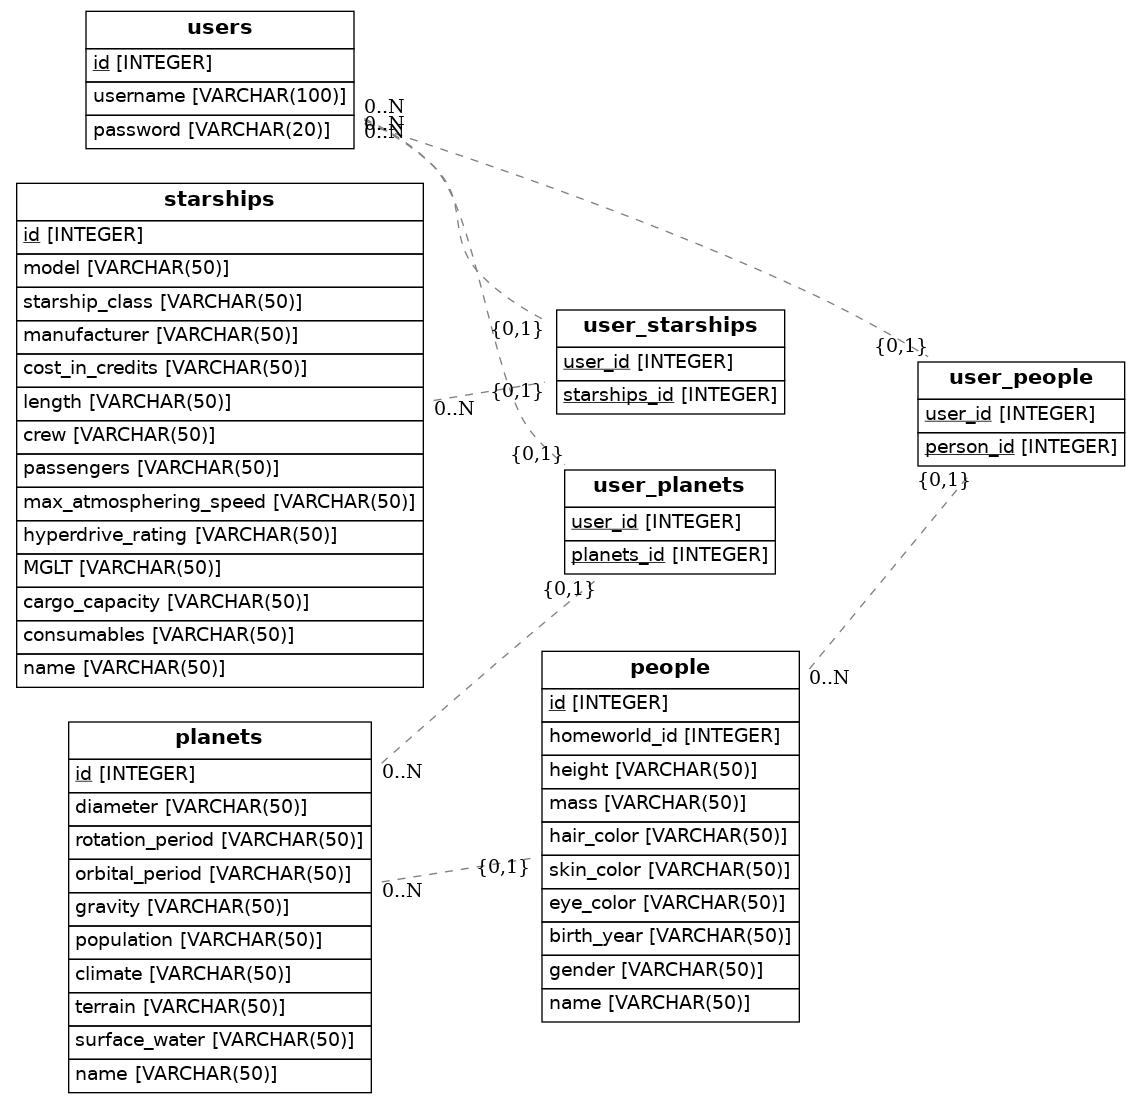 users
id [INTEGER]
username [VARCHAR(100)]
password [VARCHAR(20)]
0..N
0..N
0..N
starships
id [INTEGER]
model [VARCHAR(50)]
starship_class [VARCHAR(50)]
manufacturer [VARCHAR(50)]
cost_in_credits [VARCHAR(50)]
length [VARCHAR(50)]
crew [VARCHAR(50)]
passengers [VARCHAR(50)]
max_atmosphering_speed [VARCHAR(50)]
hyperdrive_rating [VARCHAR(50)]
MGLT [VARCHAR(50)]
cargo_capacity [VARCHAR(50)]
consumables [VARCHAR(50)]
name [VARCHAR(50)]
0..N
{0,1}
{0,1}
user_starships
user_id [INTEGER]
starships_id [INTEGER]
{0,1}
user_people
user_id [INTEGER]
person_id [INTEGER]
{0,1}
{0,1}
user_planets
user_id [INTEGER]
planets_id [INTEGER]
{0,1}
people
id [INTEGER]
homeworld_id [INTEGER]
height [VARCHAR(50)]
mass [VARCHAR(50)]
hair_color [VARCHAR(50)]
skin_color [VARCHAR(50)]
eye_color [VARCHAR(50)]
birth_year [VARCHAR(50)]
gender [VARCHAR(50)]
name [VARCHAR(50)]
0..N
planets
id [INTEGER]
diameter [VARCHAR(50)]
rotation_period [VARCHAR(50)]
orbital_period [VARCHAR(50)]
gravity [VARCHAR(50)]
population [VARCHAR(50)]
climate [VARCHAR(50)]
terrain [VARCHAR(50)]
surface_water [VARCHAR(50)]
name [VARCHAR(50)]
0..N
{0,1}
0..N